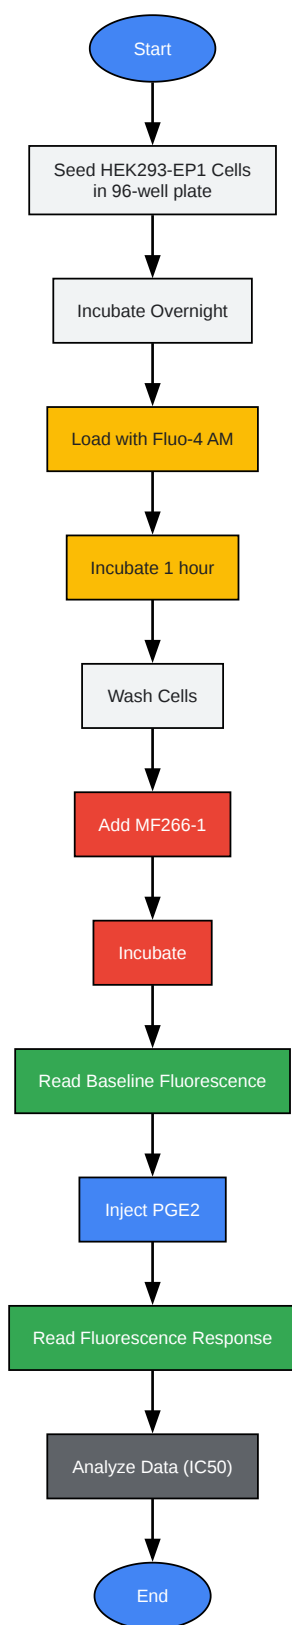 Start
Seed HEK293-EP1 Cells
in 96-well plate
Incubate Overnight
Load with Fluo-4 AM
Incubate 1 hour
Wash Cells
Add MF266-1
Incubate
Read Baseline Fluorescence
Inject PGE2
Read Fluorescence Response
Analyze Data (IC50)
End